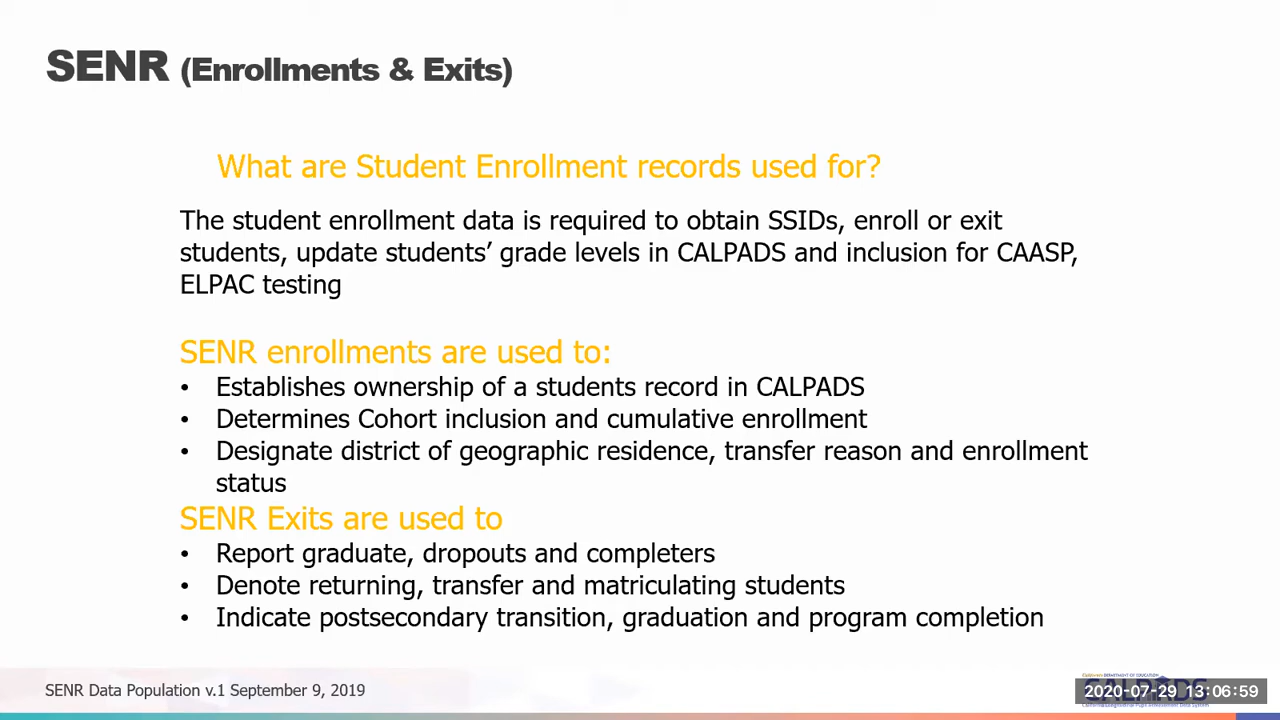 SENR (Enrollments & Exits)
What are Student Enrollment records used for?
The student enrollment data is required to obtain SSIDs, enroll or exit
students, update students’ grade levels in CALPADS and inclusion for CAASP,
ELPAC testing
SENR enrollments are used to:
• Establishes ownership of a students record in CALPADS
• Determines Cohort inclusion and cumulative enrollment
• Designate district of geographic residence, transfer reason and enrollment
status
SENR Exits are used to
• Report graduate, dropouts and completers
• Denote returning, transfer and matriculating students
• Indicate postsecondary transition, graduation and program completion
SENR Data Population v.1 September 9, 2019
CALPADS
2020-07-29 13:06:59